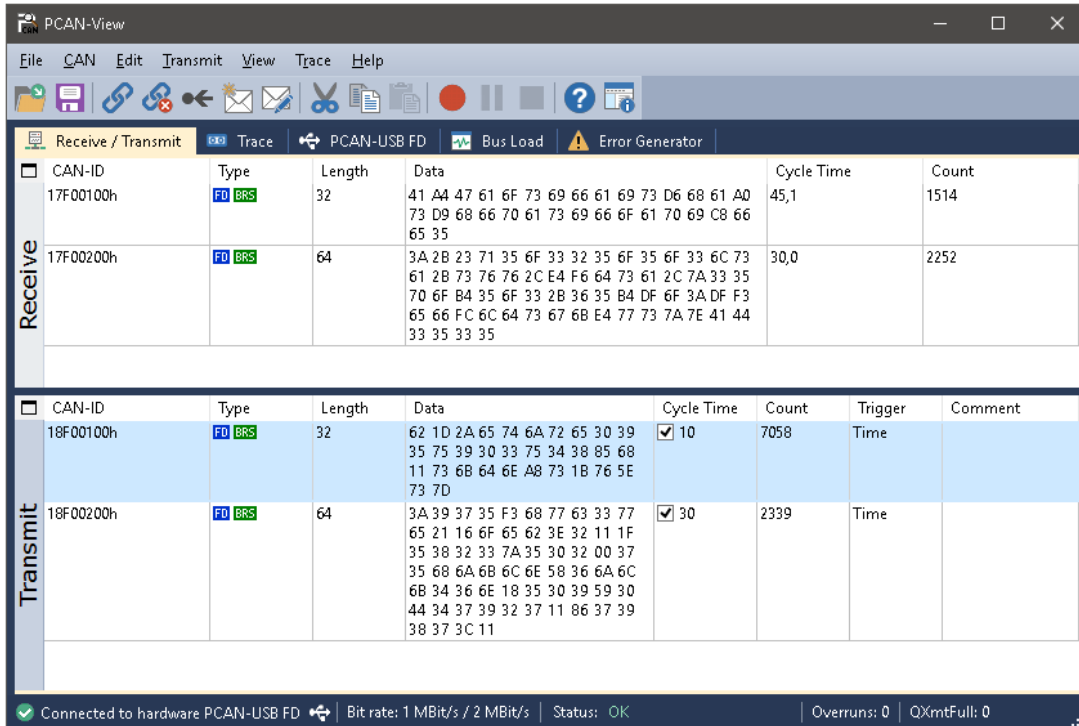 PCAN-View
File CAN Edit Transmit View Trace Help
Receive / Transmit Trace PCAN-USB FD Bus Load Error Generator
CAN-ID Type Length Data Cycle Time Count
17F00100h FD BRS 32 41 A4 47 61 6F 73 69 66 61 69 73 D6 68 61 A0 45,1 1514
73 D9 68 66 70 61 73 69 66 6F 61 70 69 C8 66
65 35
17F00200h FD BRS 64 3A 2B 23 71 35 6F 33 32 35 6F 35 6F 33 6C 73 30,0 2252
61 2B 73 76 76 2C E4 F6 64 73 61 2C 7A 33 35
70 6F B4 35 6F 33 2B 36 35 B4 DF 6F 3A DF F3
65 66 FC 6C 64 73 67 6B E4 77 73 7A 7E 41 44
33 35 33 35
Receive
CAN-ID Type Length Data Cycle Time Count Trigger Comment
18F00100h FD BRS 32 62 1D 2A 65 74 6A 72 65 30 39 10 7058 Time
35 75 39 30 33 75 34 38 85 68
11 73 6B 64 6E A8 73 1B 76 5E
73 7D
18F00200h FD BRS 64 3A 39 37 35 F3 68 77 63 33 77 30 2339 Time
65 21 16 6F 65 62 3E 32 11 1F
35 38 32 33 7A 35 30 32 00 37
35 68 6A 6B 6C 6E 58 36 6A 6C
6B 34 36 6E 18 35 30 39 59 30
44 34 37 39 32 37 11 86 37 39
38 37 3C 11
Transmit
Connected to hardware PCAN-USB FD Bit rate: 1 MBit/s / 2 MBit/s Status: OK Overruns: 0 QXmtFull: 0